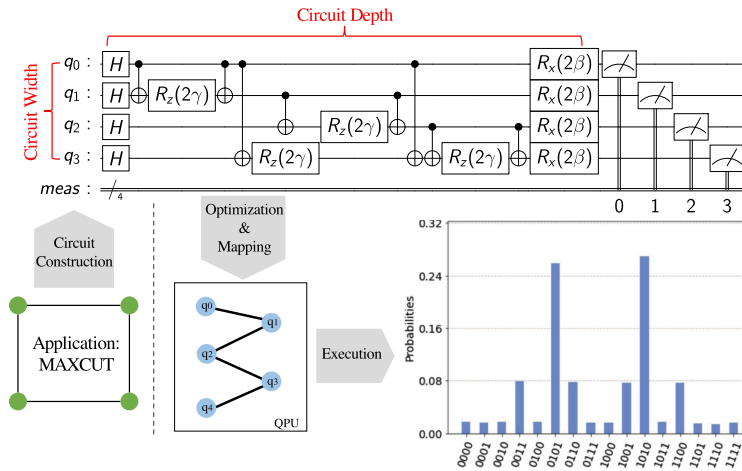 Circuit Depth
Circuit Width
q0 : H Rx(2β)
q1 : H Rz(2γ) Rx(2β)
q2 : H Rz(2γ) Rx(2β)
q3 : H Rz(2γ) Rz(2γ) Rx(2β)
meas : 4
0 1 2 3
Circuit
Construction
Optimization
&
Mapping
Application:
MAXCUT
q0
q1
q2
q3
q4
QPU
Execution
Probabilities
0.32
0.24
0.16
0.08
0.00
0000 0001 0010 0011 0100 0101 0110 0111 1000 1001 1010 1011 1100 1101 1110 1111